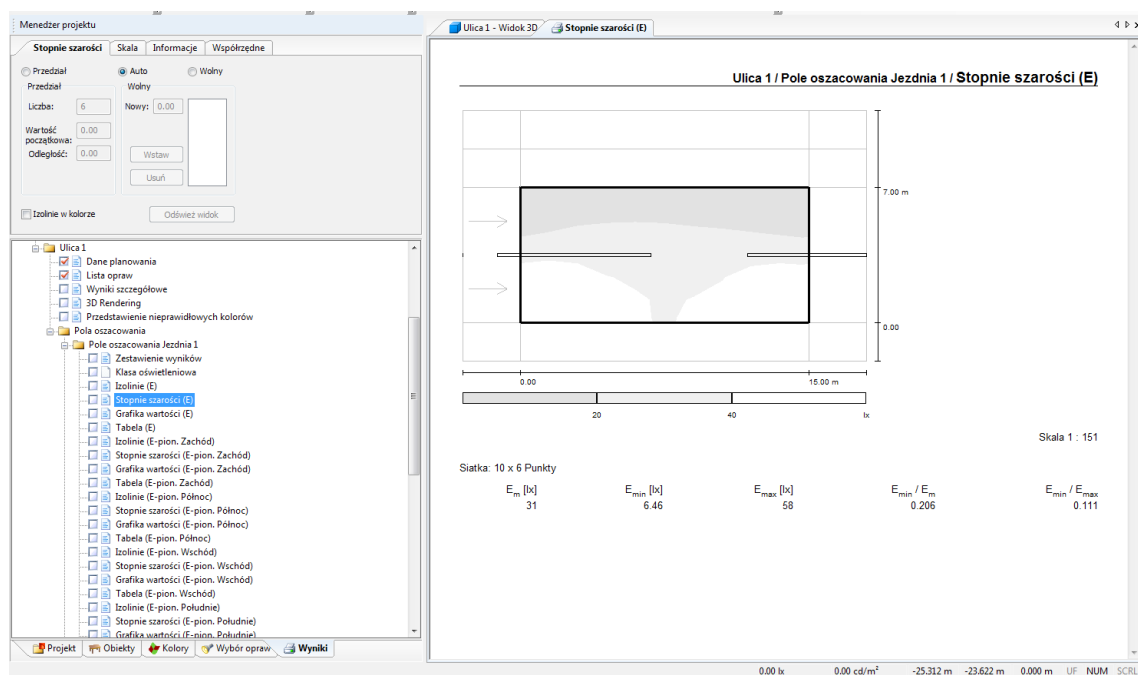 Menedżer projektu
Stopnie szarości Skala Informacje Współrzędne
Przedział Auto Wolny
Przedział Wolny
Liczba: 6 Nowy: 0.00
Wartość początkowa: 0.00
Odległość: 0.00 Wstaw
Usuń
Izolinie w kolorze Odśwież widok
Ulica 1
Dane planowania
Lista opraw
Wyniki szczegółowe
3D Rendering
Przedstawienie nieprawidłowych kolorów
Pola oszacowania
Pole oszacowania Jezdnia 1
Zestawienie wyników
Klasa oświetleniowa
Izolinie (E)
Stopnie szarości (E)
Grafika wartości (E)
Tabela (E)
Izolinie (E-pion. Zachód)
Stopnie szarości (E-pion. Zachód)
Grafika wartości (E-pion. Zachód)
Tabela (E-pion. Zachód)
Izolinie (E-pion. Północ)
Stopnie szarości (E-pion. Północ)
Grafika wartości (E-pion. Północ)
Tabela (E-pion. Północ)
Izolinie (E-pion. Wschód)
Stopnie szarości (E-pion. Wschód)
Grafika wartości (E-pion. Wschód)
Tabela (E-pion. Wschód)
Izolinie (E-pion. Południe)
Stopnie szarości (E-pion. Południe)
Grafika wartości (E-pion. Południe)
Projekt Obiekty Kolory Wybór opraw Wyniki
Ulica 1 - Widok 3D Stopnie szarości (E)
Ulica 1 / Pole oszacowania Jezdnia 1 / Stopnie szarości (E)
7.00 m
0.00
0.00 15.00 m
20 40 lx
Skala 1 : 151
Siatka: 10 x 6 Punkty
Em [lx] Emin [lx] Emax [lx] Emin / Em Emin / Emax
31 6.46 58 0.206 0.111
0.00 lx 0.00 cd/m² -25.312 m -23.622 m 0.000 m UF NUM SCRL